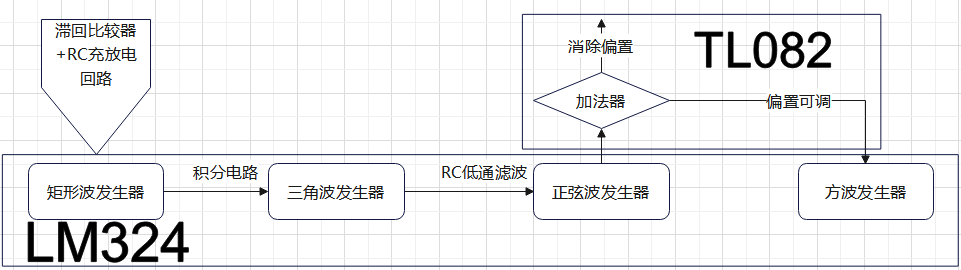 滞回比较器
+RC充放电
回路
消除偏置
TL082
加法器
偏置可调
积分电路
RC低通滤波
矩形波发生器
三角波发生器
正弦波发生器
方波发生器
LM324